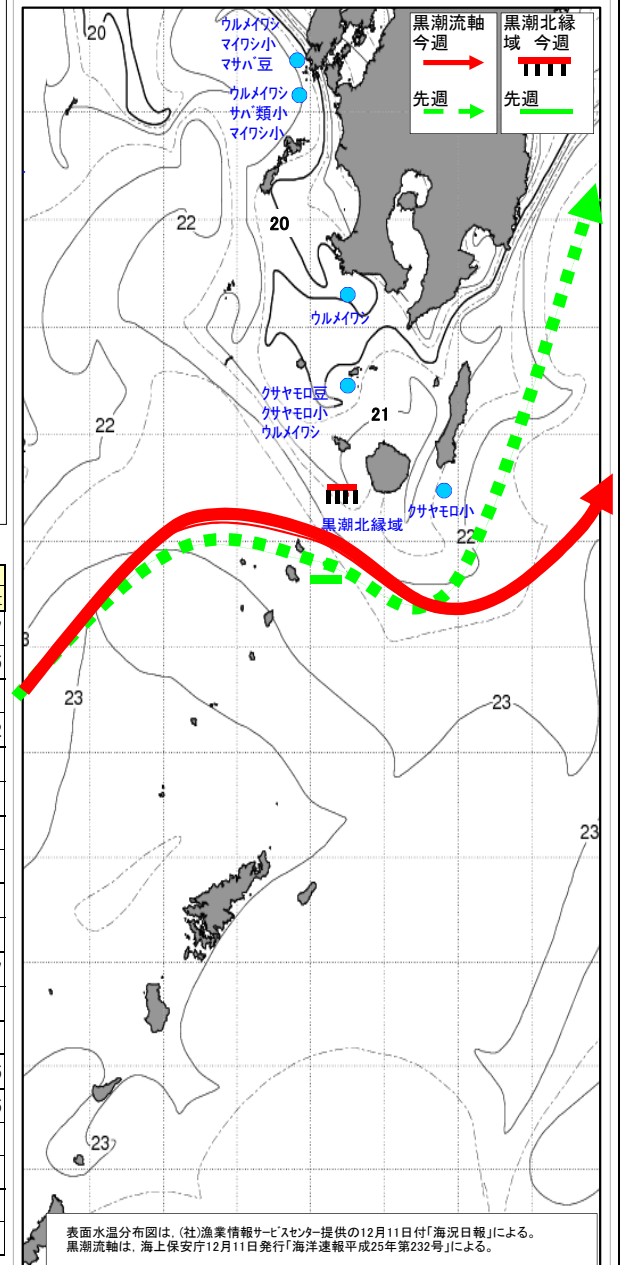 20
ウルメイワシ
マイワシ小
マサバ豆
ウルメイワシ
サバ類小
マイワシ小
黒潮流軸
今週
先週
黒潮北縁
域 今週
先週
22
20
ウルメイワシ
クサヤモロ豆
クサヤモロ小
ウルメイワシ
21
22
クサヤモロ小
黒潮北縁域
22
23
23
23
23
表面水温分布図は，(社)漁業情報サービスセンター提供の12月11日付「海況日報」による。
黒潮流軸は，海上保安庁12月11日発行「海洋速報平成25年第232号」による。